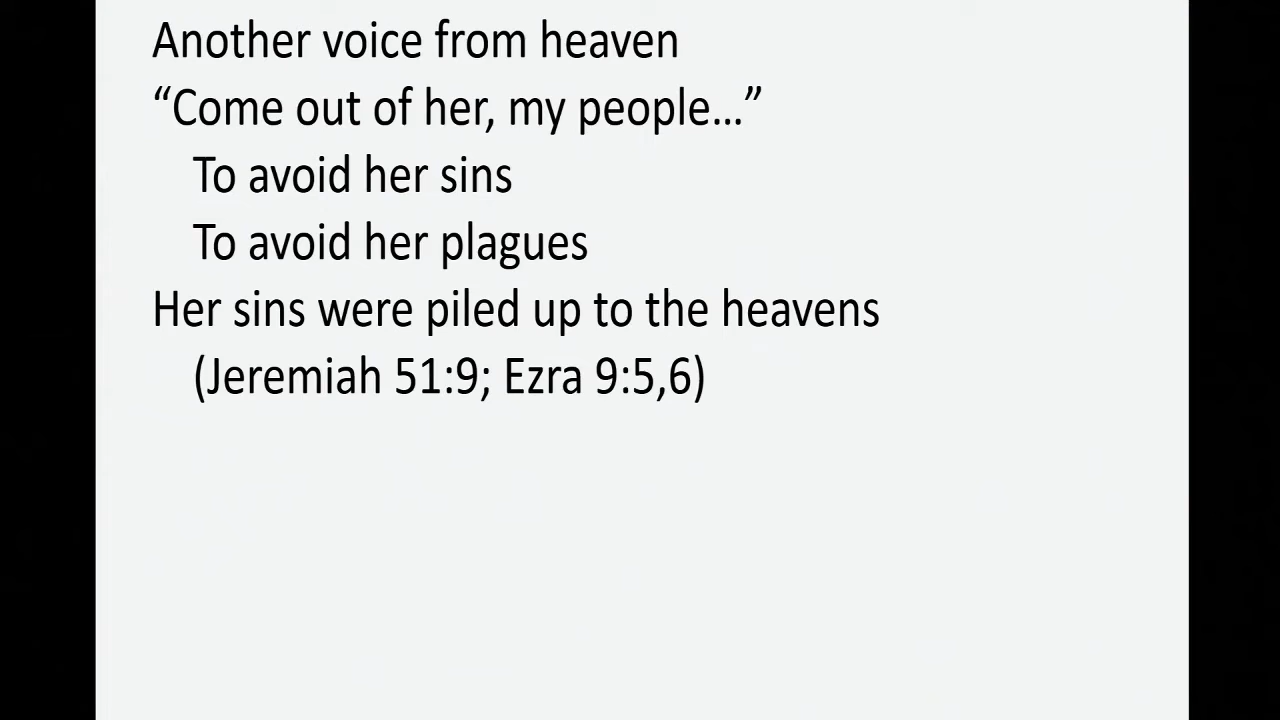 Another voice from heaven
“Come out of her, my people…”
To avoid her sins
To avoid her plagues
Her sins were piled up to the heavens
(Jeremiah 51:9; Ezra 9:5,6)